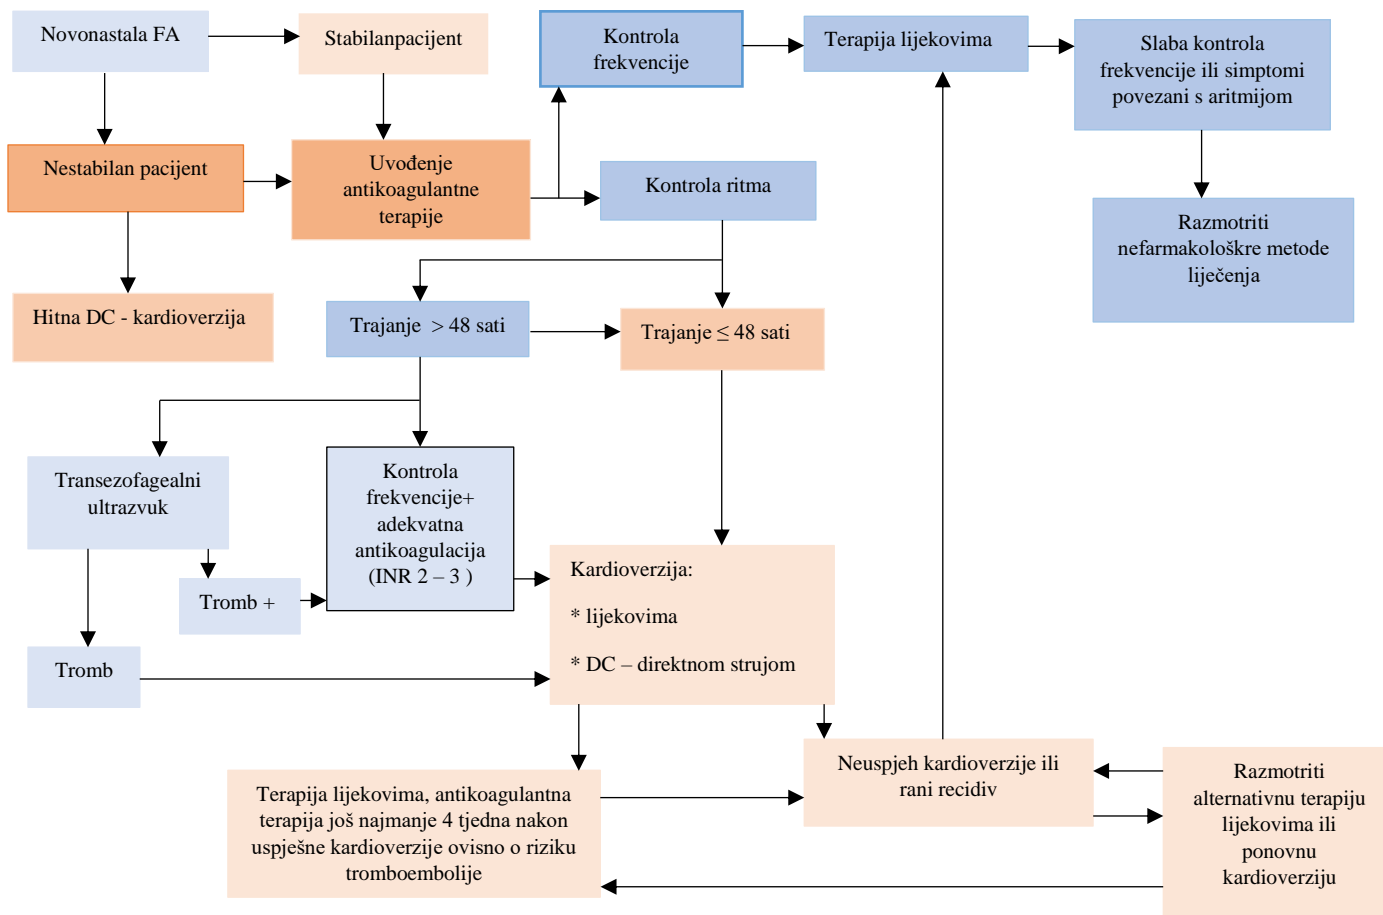 Novonastala FA
Stabilanpacijent
Kontrola
frekvencije
Terapija lijekovima
Slaba kontrola
frekvencije ili simptomi
povezani s aritmijom
Nestabilan pacijent
Uvođenje
antikoagulantne
terapije
Kontrola ritma
Razmotriti
nefarmakološkre metode
liječenja
Hitna DC - kardioverzija
Trajanje > 48 sati
Trajanje ≤ 48 sati
Transezofagealni
ultrazvuk
Kontrola
frekvencije+
adekvatna
antikoagulacija
(INR 2 – 3 )
Tromb +
Tromb
Kardioverzija:
* lijekovima
* DC – direktnom strujom
Terapija lijekovima, antikoagulantna
terapija još najmanje 4 tjedna nakon
uspješne kardioverzije ovisno o riziku
tromboembolije
Neuspjeh kardioverzije ili
rani recidiv
Razmotriti
alternativnu terapiju
lijekovima ili
ponovnu
kardioverziju